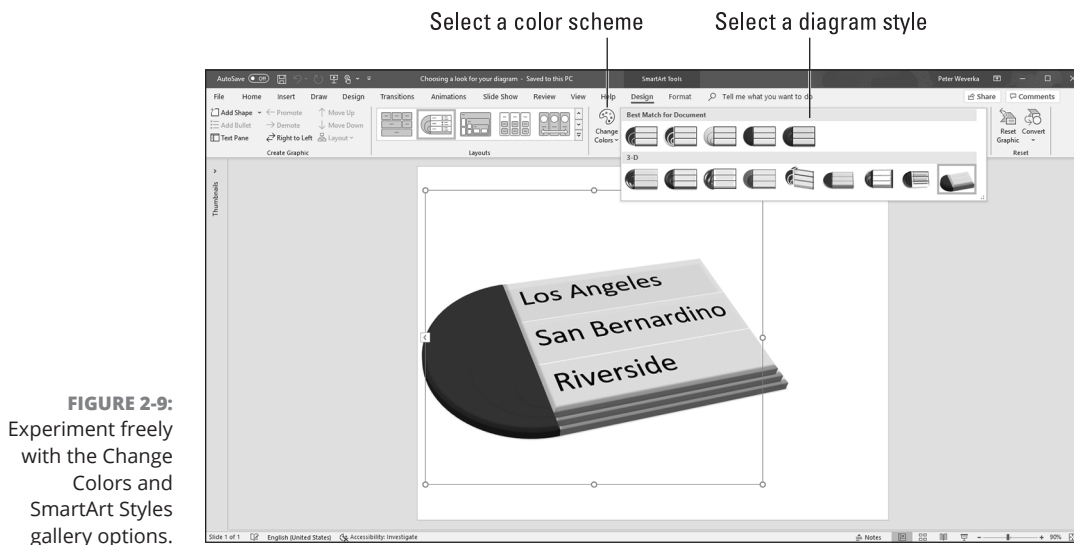 Select a color scheme Select a diagram style
AutoSave Off Choosing a look for your diagram - Saved to this PC SmartArt Tools Peter Weverka
File Home Insert Draw Design Transitions Animations Slide Show Review View Help Design Format Tell me what you want to do Share Comments
Add Shape Promote Move Up
Add Bullet Demote Move Down
Text Pane Right to Left Layout
Create Graphic
Layouts
Change
Colors
Best Match for Document
3-D
Reset Convert
Graphic
Reset
Thumbnails
Los Angeles
San Bernardino
Riverside
FIGURE 2-9:
Experiment freely
with the Change
Colors and
SmartArt Styles
gallery options.
Slide 1 of 1 English (United States) Accessibility: Investigate Notes 90%